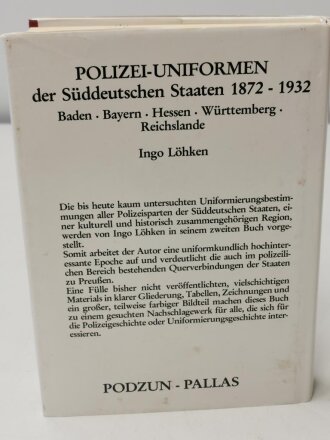 POLIZEI-UNIFORMEN
der Süddeutschen Staaten 1872 - 1932
Baden · Bayern · Hessen · Württemberg ·
Reichslande
Ingo Löhken
Die bis heute kaum untersuchten Uniformierungsbestim-
mungen aller Polizeisparten der Süddeutschen Staaten, ei-
ner kulturell und historisch zusammengehörigen Region,
werden von Ingo Löhken in seinem zweiten Buch vorge-
stellt.
Somit arbeitet der Autor eine uniformkundlich hochinter-
essante Epoche auf und verdeutlicht die auch im polizeili-
chen Bereich bestehenden Querverbindungen der Staaten
zu Preußen.
Eine Fülle bisher nicht veröffentlichten, vielschichtigen
Materials in klarer Gliederung, Tabellen, Zeichnungen und
ein großer, teilweise farbiger Bildteil machen dieses Buch
zu einem gesuchten Nachschlagewerk für alle, die sich für
die Polizeigeschichte oder Uniformierungsgeschichte inter-
essieren.
PODZUN - PALLAS